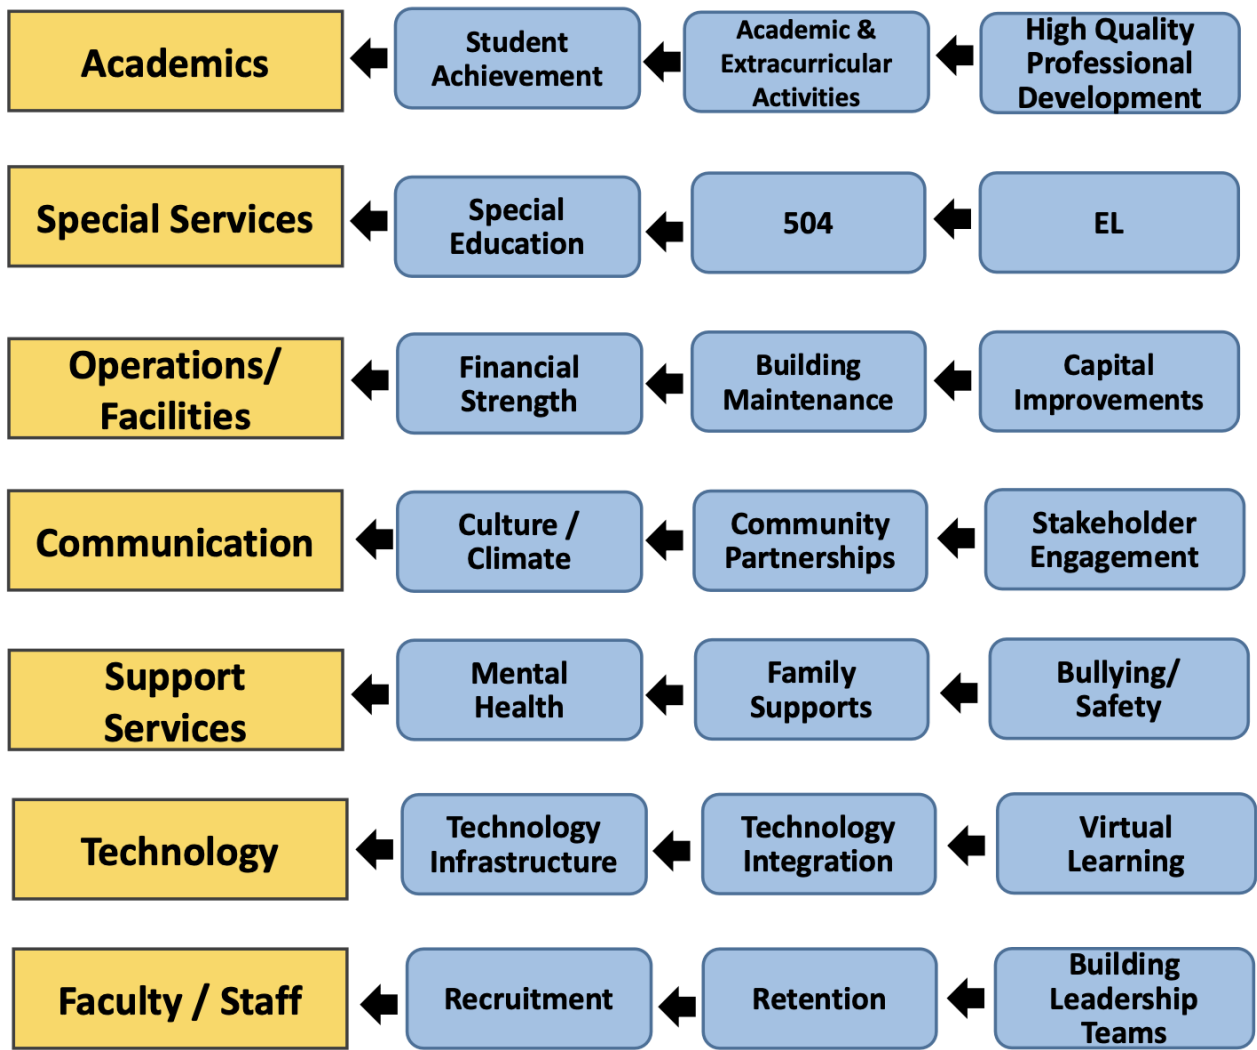 Academics
Student
Achievement
Academic &
Extracurricular
Activities
High Quality
Professional
Development
Special Services
Special
Education
504
EL
Operations/
Facilities
Financial
Strength
Building
Maintenance
Capital
Improvements
Communication
Culture /
Climate
Community
Partnerships
Stakeholder
Engagement
Support
Services
Mental
Health
Family
Supports
Bullying/
Safety
Technology
Technology
Infrastructure
Technology
Integration
Virtual
Learning
Faculty / Staff
Recruitment
Retention
Building
Leadership
Teams